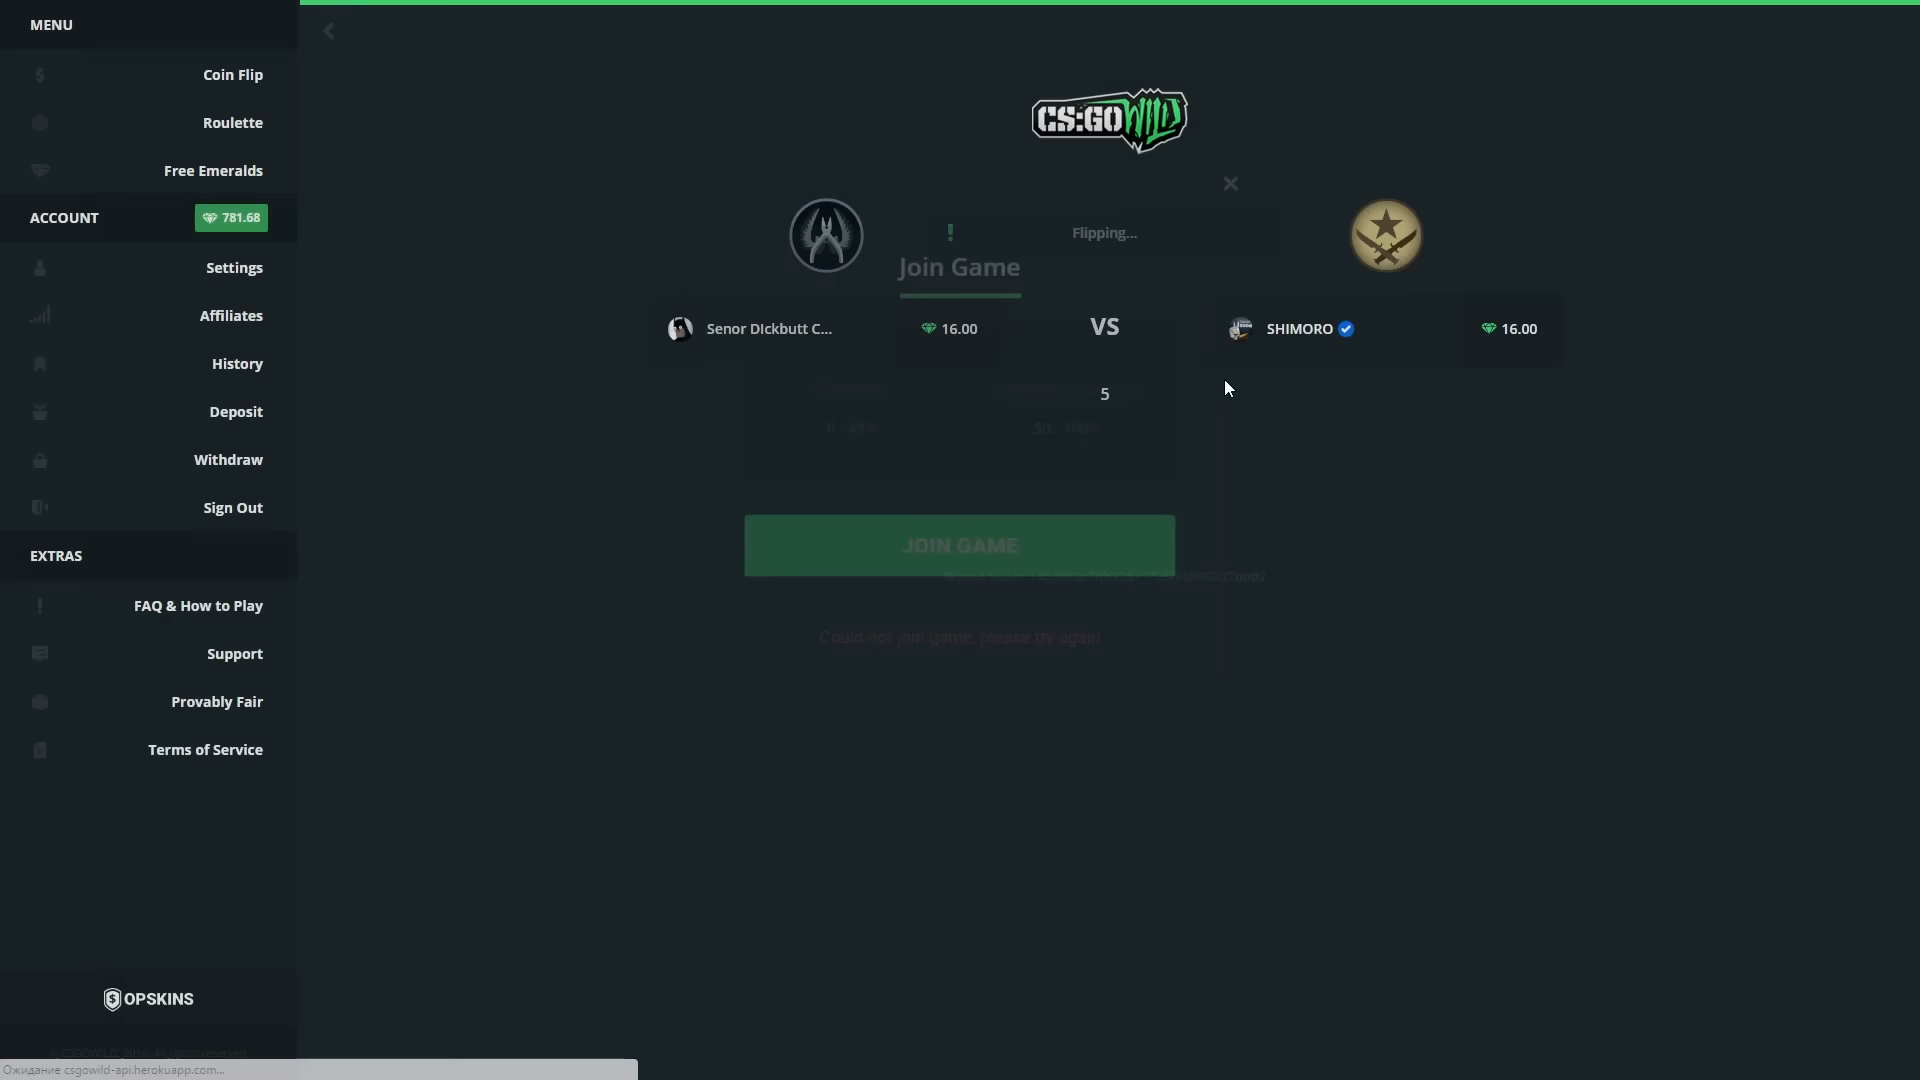 MENU
Coin Flip
Roulette
Free Emeralds
ACCOUNT 781.68
Settings
Affiliates
History
Deposit
Withdraw
Sign Out
EXTRAS
FAQ & How to Play
Support
Provably Fair
Terms of Service
OPSKINS
Ожидание csgowild-api.herokuapp.com...
CS:GOWILD
Flipping...
Join Game
Senor DIckbutt C... 16.00
VS
SHIMORO 16.00
5
JOIN GAME
Could not join game, please try again